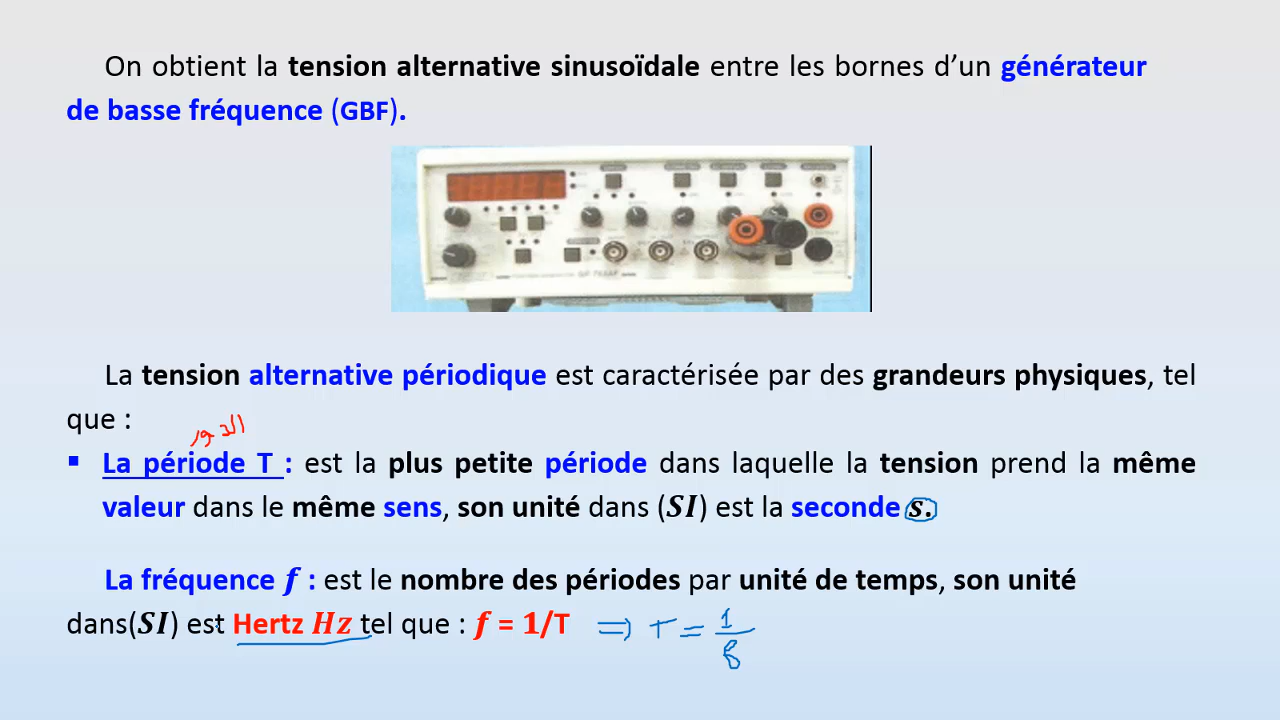 On obtient la tension alternative sinusoïdale entre les bornes d’un générateur
de basse fréquence (GBF).
La tension alternative périodique est caractérisée par des grandeurs physiques, tel
que :
الدور
▪ La période T : est la plus petite période dans laquelle la tension prend la même
valeur dans le même sens, son unité dans (SI) est la seconde s.
La fréquence f : est le nombre des périodes par unité de temps, son unité
dans(SI) est Hertz Hz tel que : f = 1/T ⇒ T = 1/f